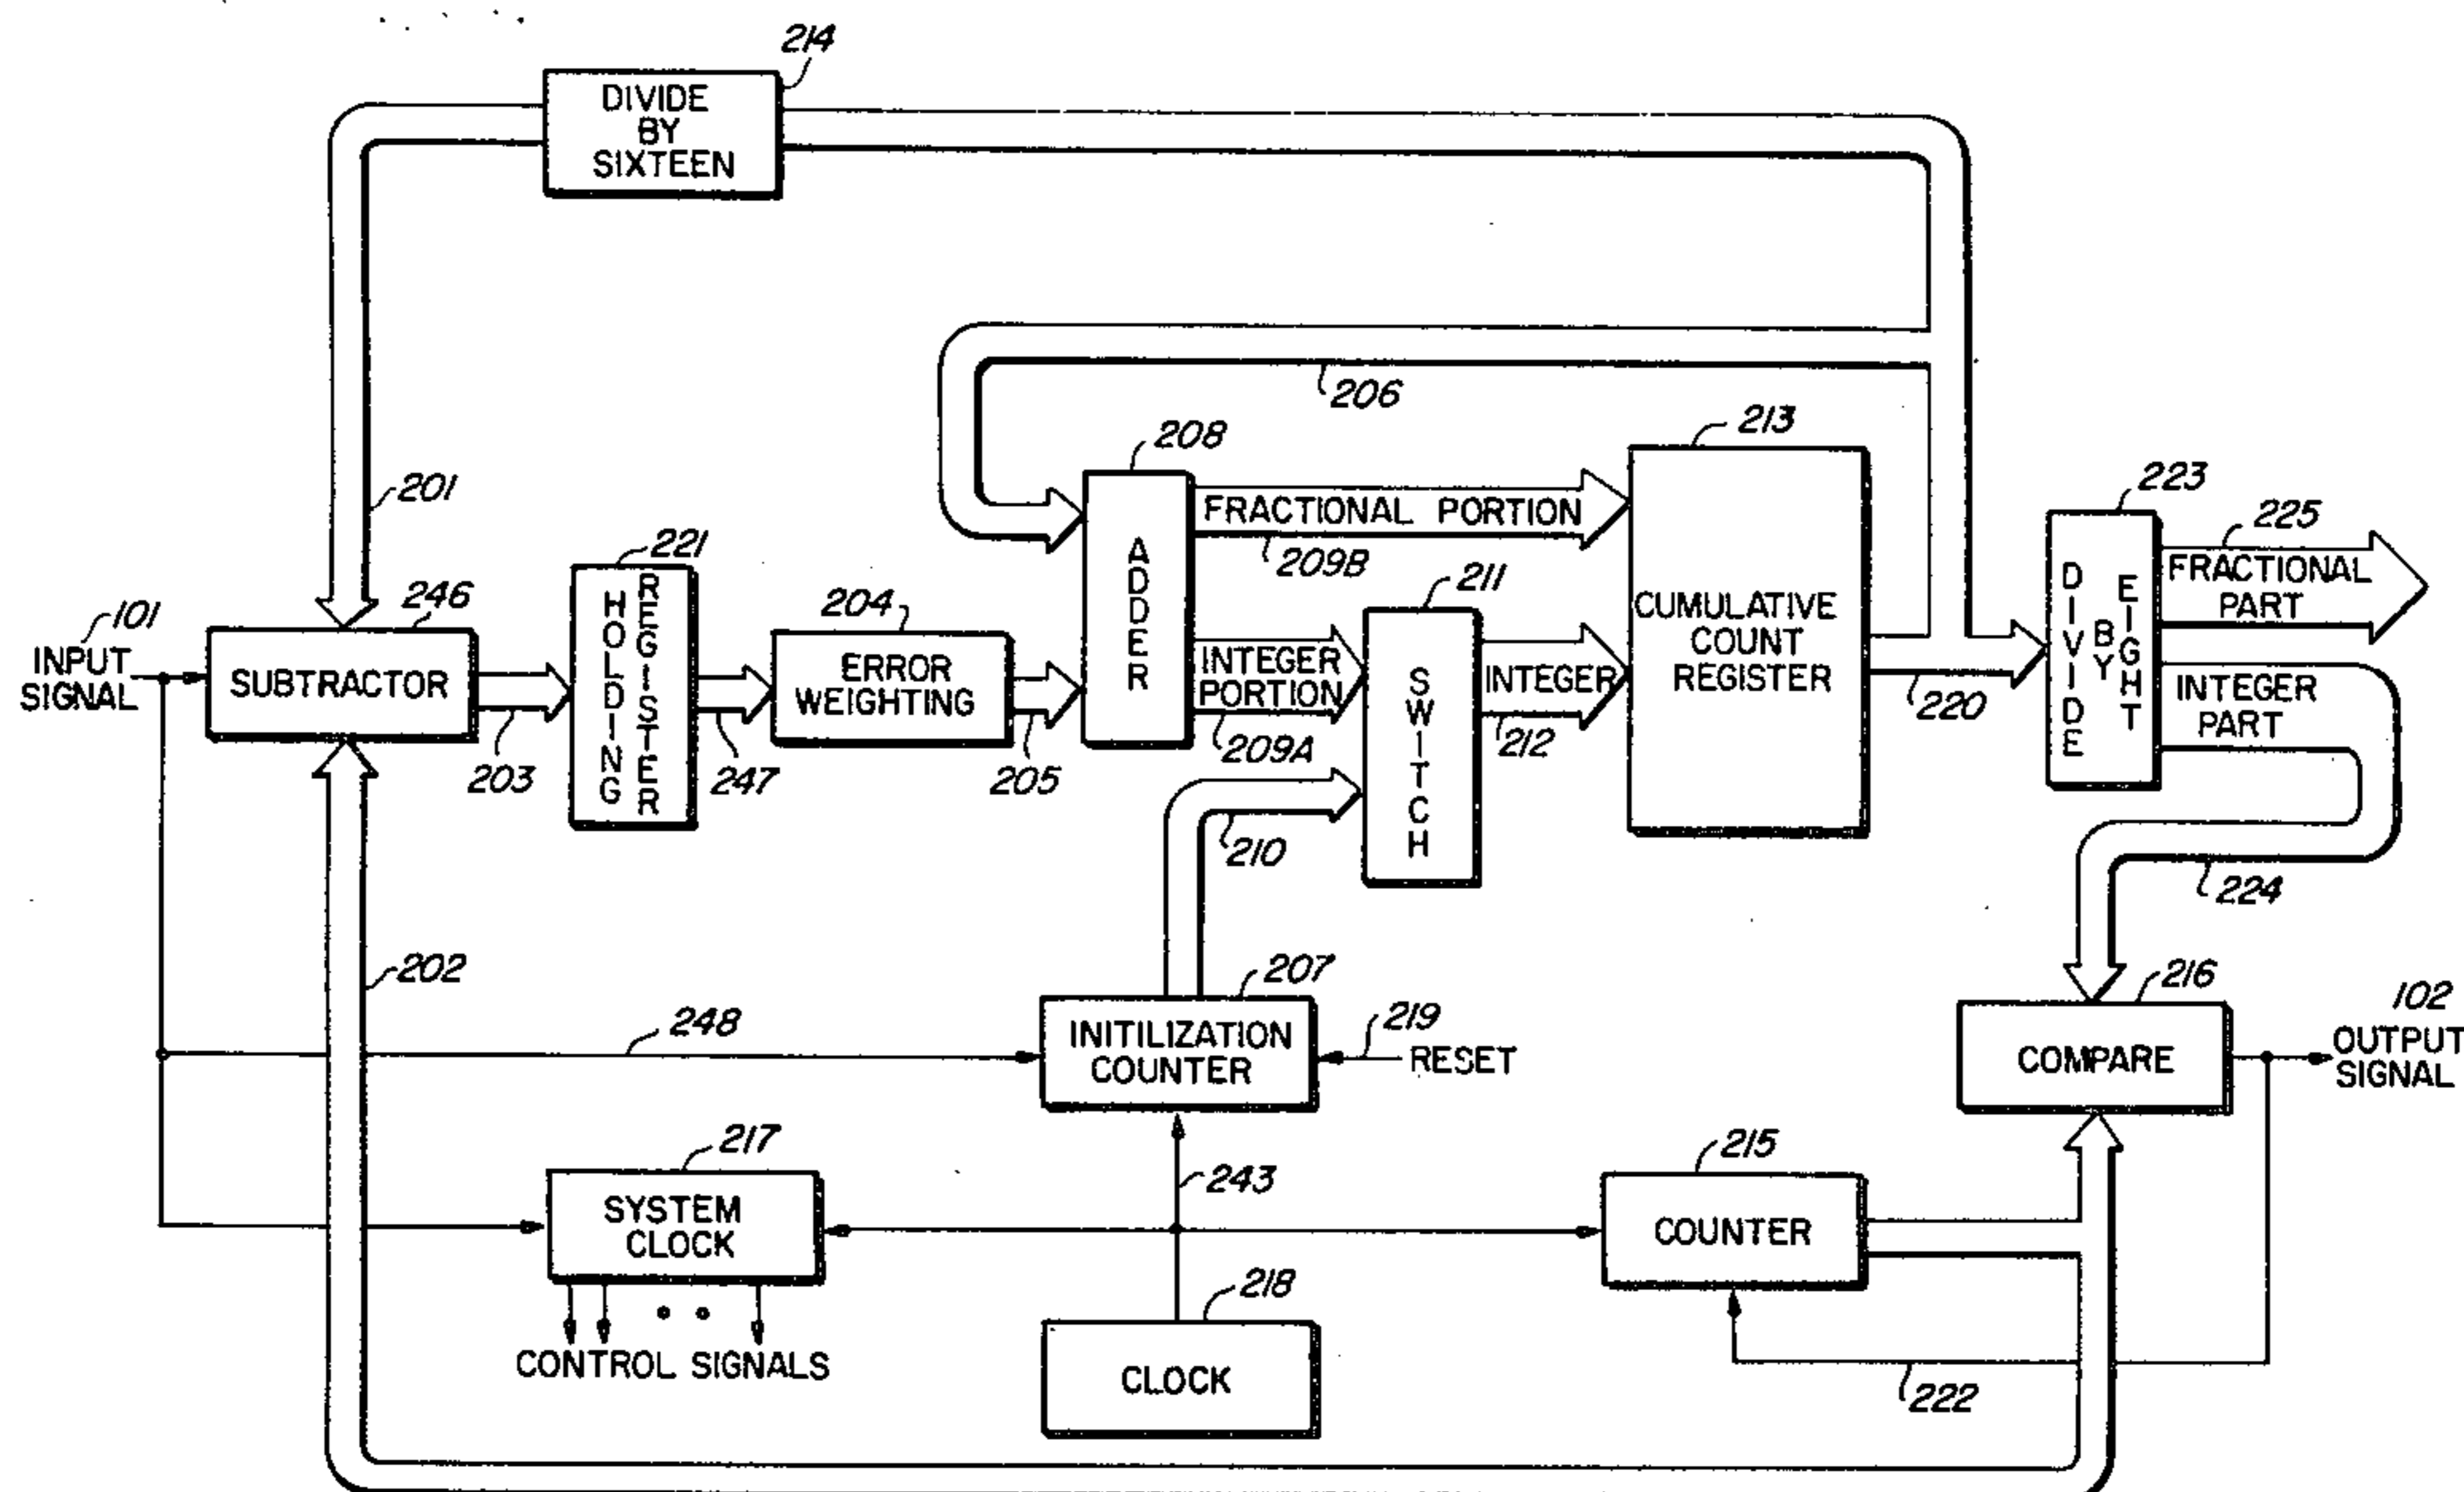 214
DIVIDE
BY
SIXTEEN
206
213
208
201
223
225
221
FRACTIONAL PORTION
209B
211
FRACTIONAL
PART
246
204
101
INPUT
SIGNAL
SUBTRACTOR
HOLDING
REGISTER
ERROR
WEIGHTING
ADDER
INTEGER
PORTION
SWITCH
INTEGER
CUMULATIVE
COUNT
REGISTER
DIVIDE
BY
EIGHT
INTEGER
PART
203
247
205
209A
212
220
210
224
202
207
216
102
248
INITILIZATION
COUNTER
219
RESET
COMPARE
OUTPUT
SIGNAL
217
243
215
SYSTEM
CLOCK
COUNTER
218
CONTROL SIGNALS
CLOCK
222